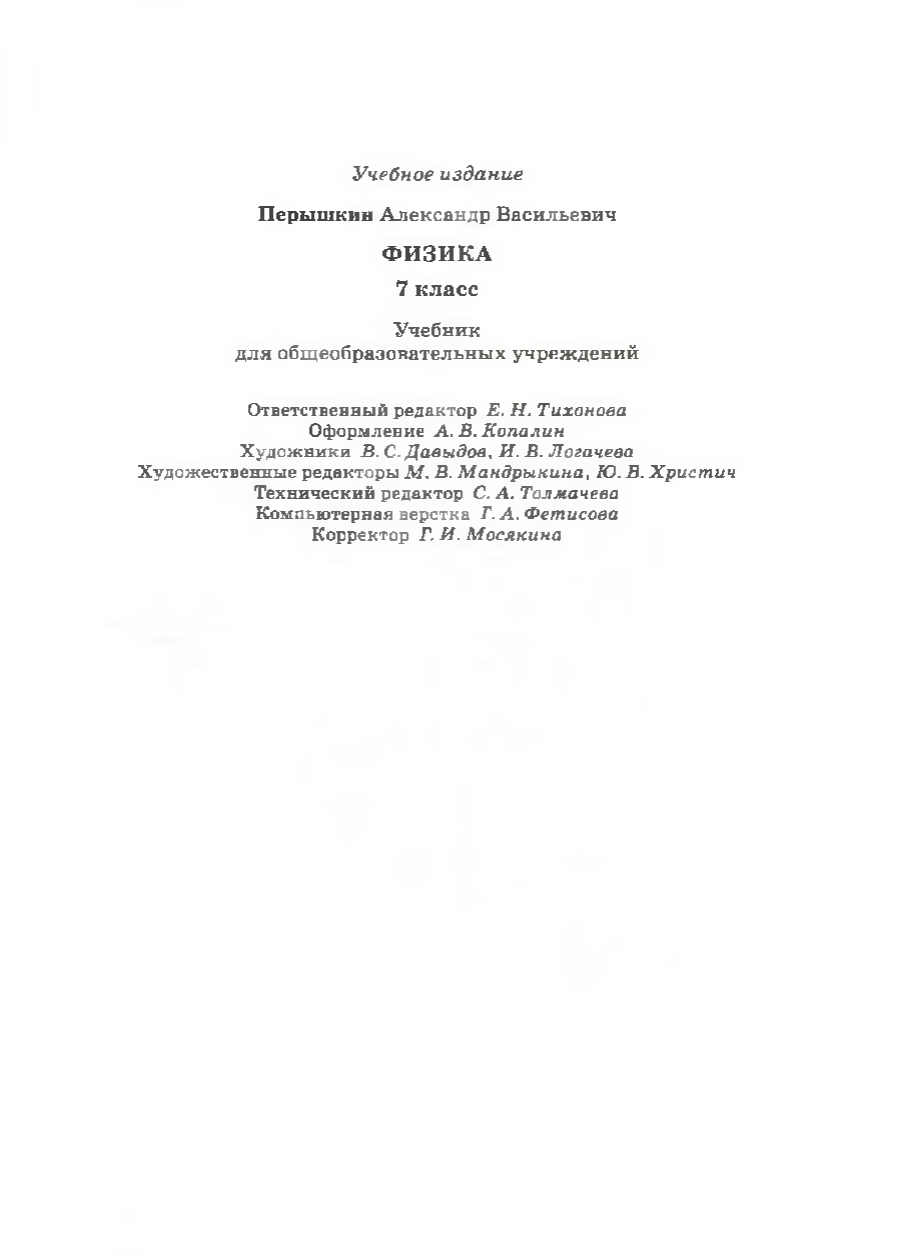 Учебное издание
Перышкин Александр Васильевич
ФИЗИКА
7 класс
Учебник
для общеобразовательных учреждений
Ответственный редактор Е. Н. Тихонова
Оформление А. В. Копалин
Художники В. С. Давыдов, И. В. Логачева
Художественные редакторы М. В. Мандрыкина, Ю. В. Христич
Технический редактор С. А. Толмачева
Компьютерная верстка Г. А. Фетисова
Корректор Г. И. Мосякина